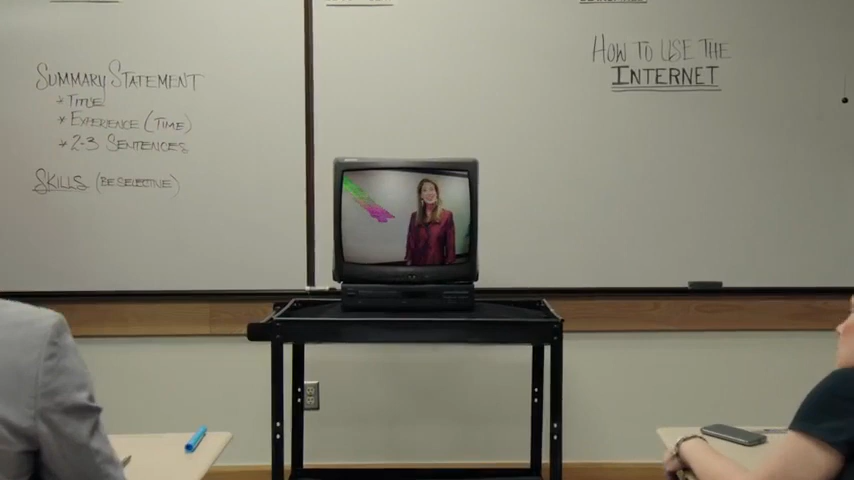 SUMMARY STATEMENT
* TITLE
* EXPERIENCE (TIME)
* 2-3 SENTENCES
SKILLS (BE SELECTIVE)
HOW TO USE THE
INTERNET